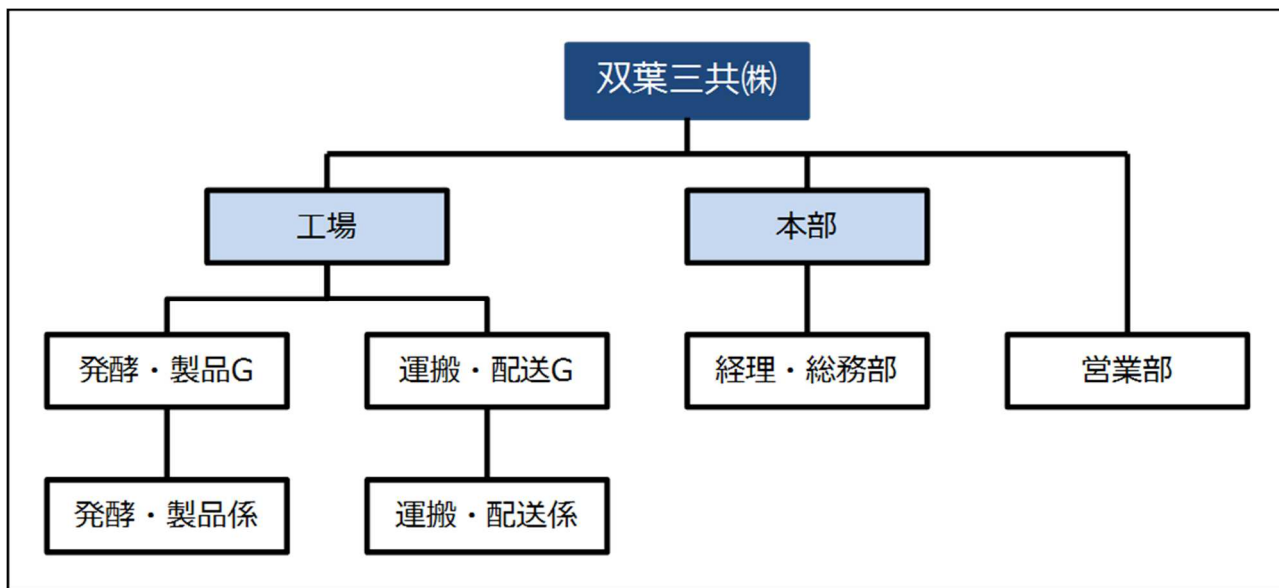 双葉三共㈱
工場
本部
発酵・製品G
運搬・配送G
経理・総務部
営業部
発酵・製品係
運搬・配送係